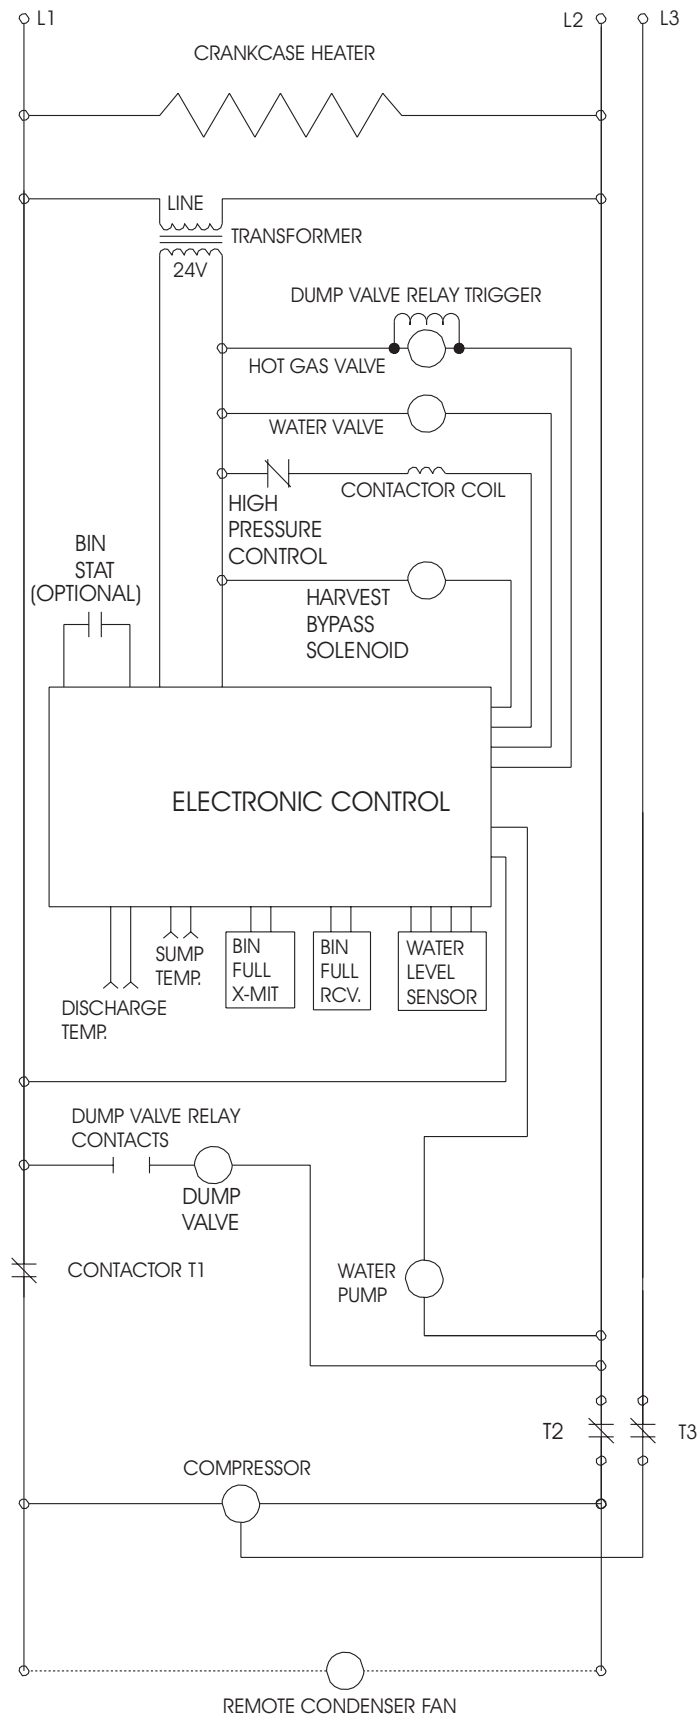 L1
L2
L3
CRANKCASE HEATER
LINE
TRANSFORMER
24V
DUMP VALVE RELAY TRIGGER
HOT GAS VALVE
WATER VALVE
CONTACTOR COIL
HIGH
PRESSURE
CONTROL
BIN
STAT
(OPTIONAL)
HARVEST
BYPASS
SOLENOID
ELECTRONIC CONTROL
DISCHARGE
TEMP.
SUMP
TEMP.
BIN
FULL
X-MIT
BIN
FULL
RCV.
WATER
LEVEL
SENSOR
DUMP VALVE RELAY
CONTACTS
DUMP
VALVE
CONTACTOR T1
WATER
PUMP
T2
T3
COMPRESSOR
REMOTE CONDENSER FAN